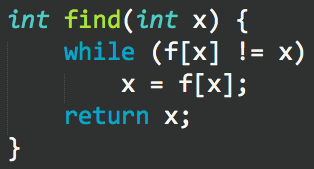 int find(int x) {
    while (f[x] != x)
        x = f[x];
    return x;
}